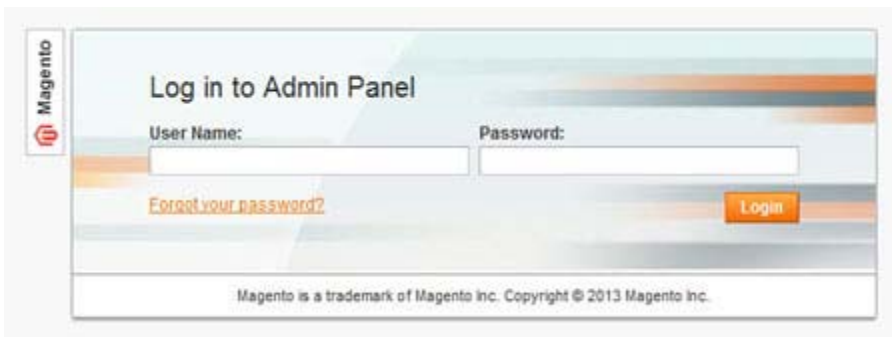 Magento
Log in to Admin Panel
User Name:
Password:
Forgot your password?
Login
Magento is a trademark of Magento Inc. Copyright © 2013 Magento Inc.